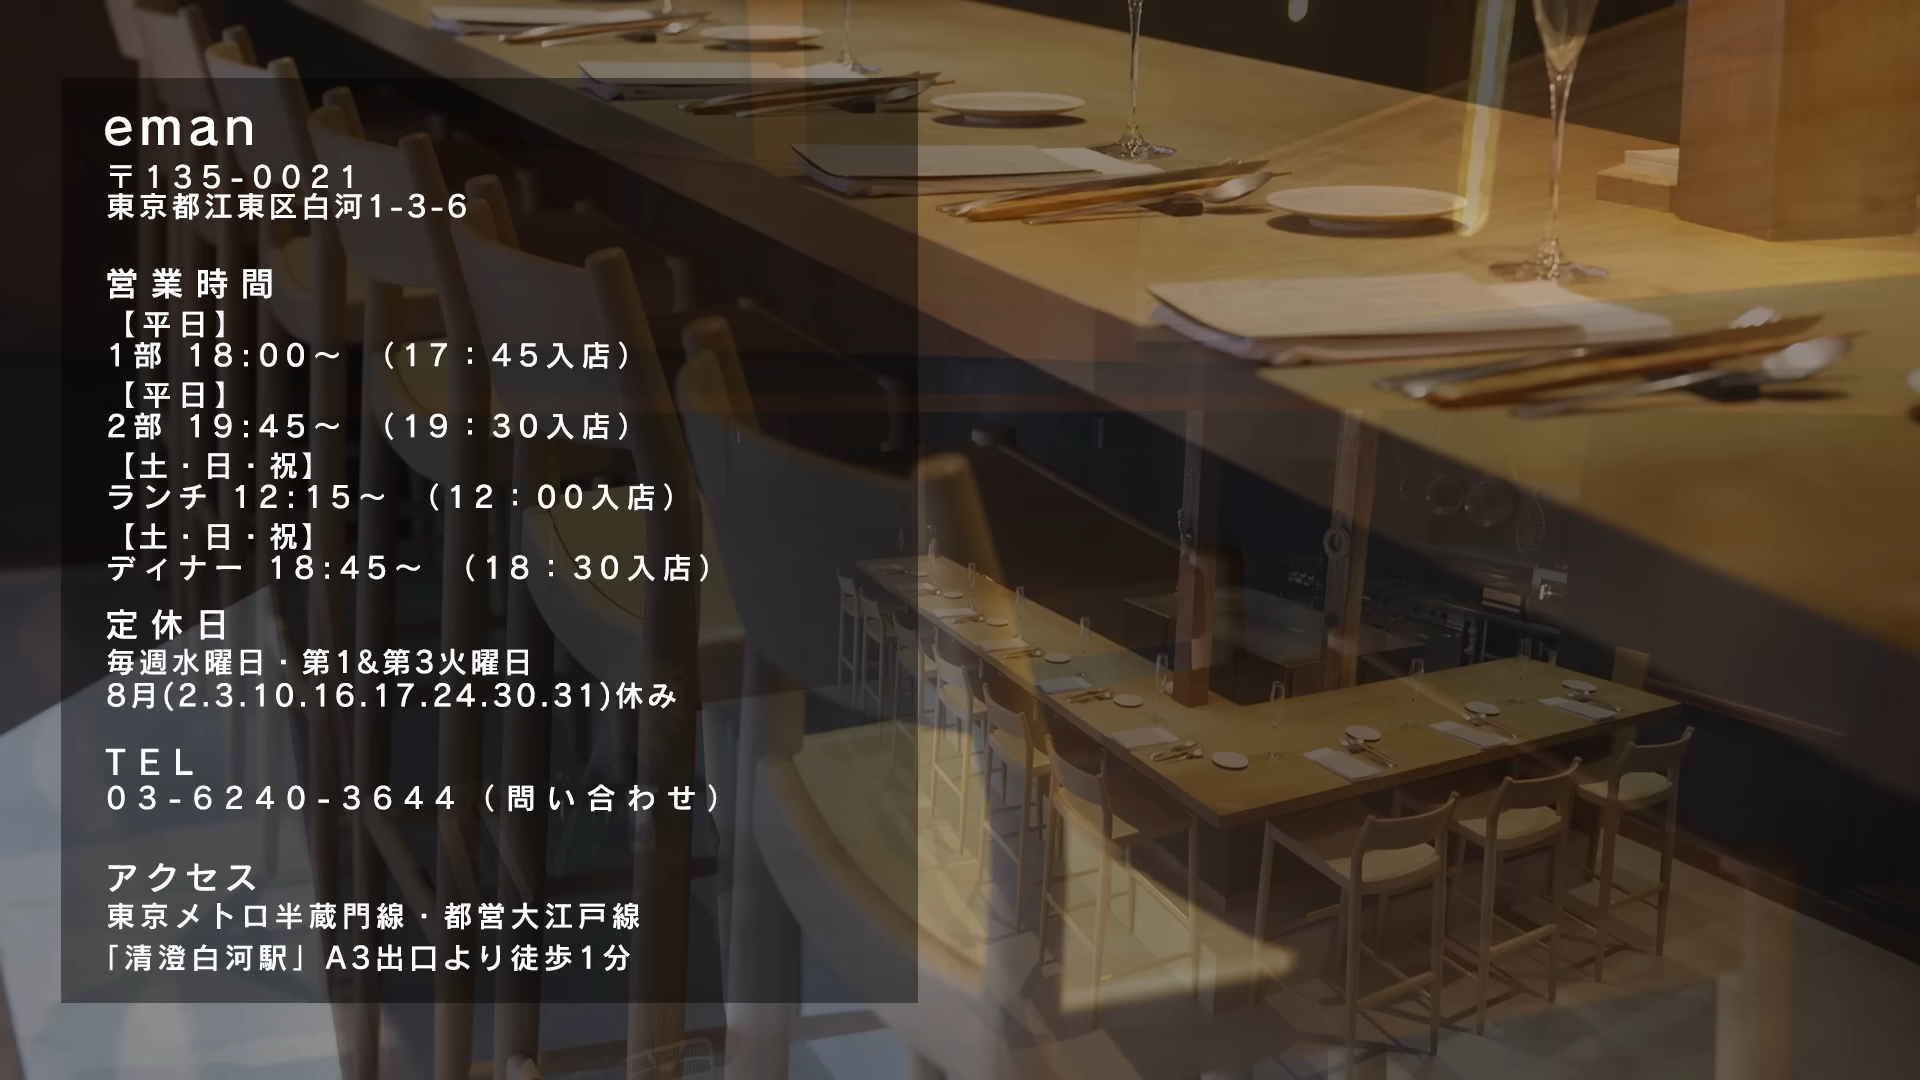 eman
〒135-0021
東京都江東区白河1-3-6
営業時間
【平日】
1部 18:00〜 （17：45入店）
【平日】
2部 19:45〜 （19：30入店）
【土・日・祝】
ランチ 12:15〜 （12：00入店）
【土・日・祝】
ディナー 18:45〜 （18：30入店）
定休日
毎週水曜日・第1&第3火曜日
8月(2.3.10.16.17.24.30.31)休み
TEL
03-6240-3644（問い合わせ）
アクセス
東京メトロ半蔵門線・都営大江戸線
「清澄白河駅」A3出口より徒歩1分